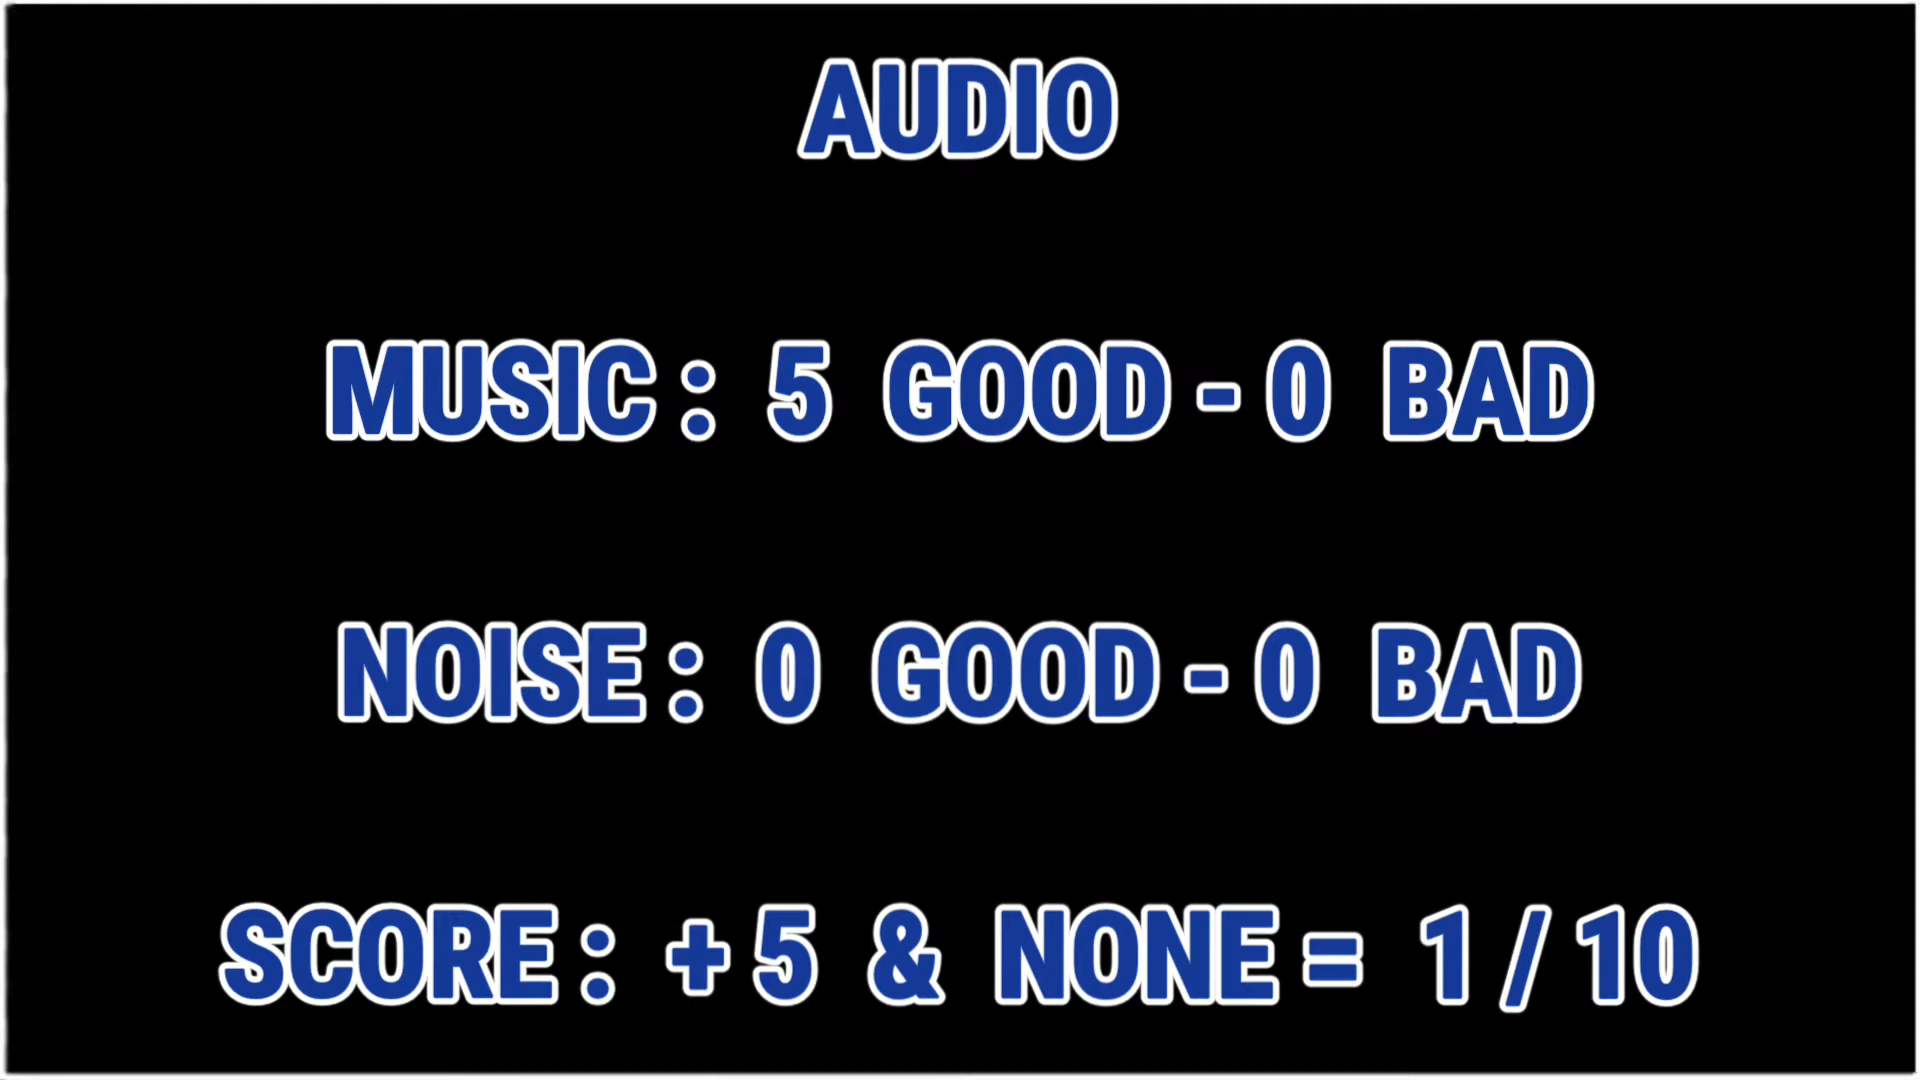 AUDIO
MUSIC : 5 GOOD - 0 BAD
NOISE : 0 GOOD - 0 BAD
SCORE : + 5 & NONE = 1 / 10